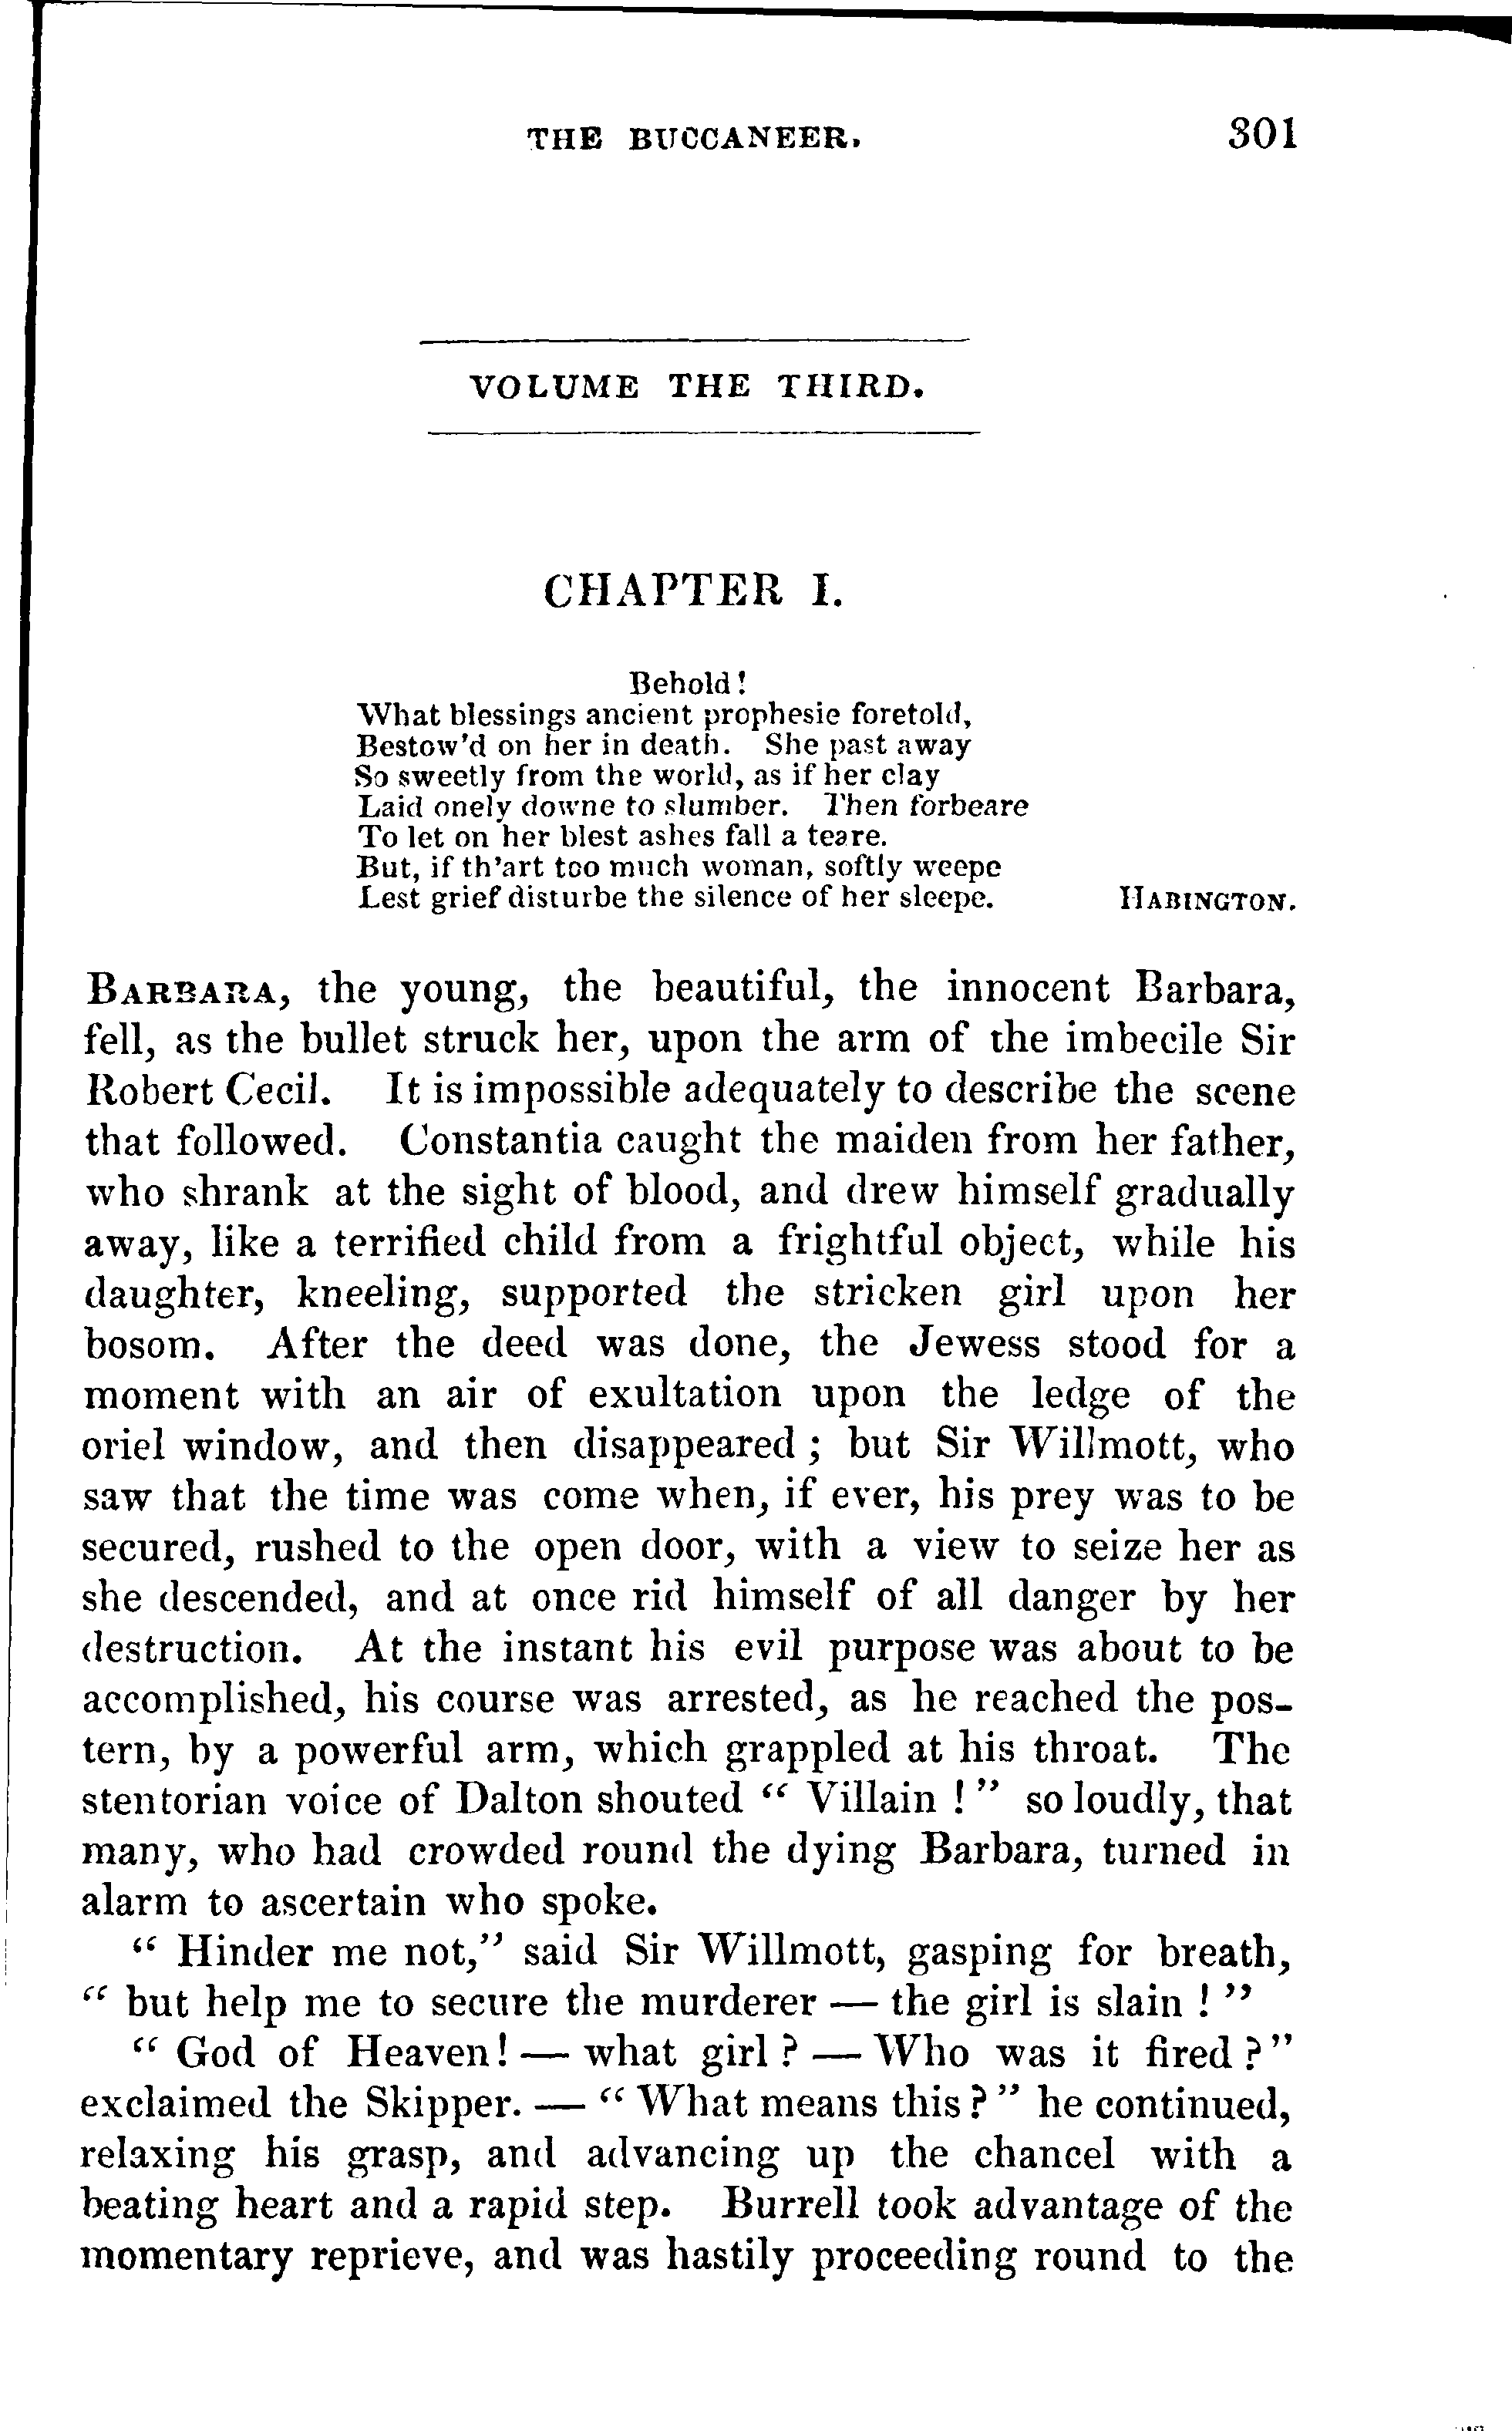 THE BUCCANEER. 301
VOLUME THE THIRD.
CHAPTER I.
Behold!
What blessings ancient prophesie foretold,
Bestow'd on her in death. She past away
So sweetly from the world, as if her clay
Laid onely downe to slumber. Then forbeare
To let on her blest ashes fall a teare.
But, if th'art too much woman, softly weepe
Lest grief disturbe the silence of her sleepe. HABINGTON.
BARBARA, the young, the beautiful, the innocent Barbara,
fell, as the bullet struck her, upon the arm of the imbecile Sir
Robert Cecil. It is impossible adequately to describe the scene
that followed. Constantia caught the maiden from her father,
who shrank at the sight of blood, and drew himself gradually
away, like a terrified child from a frightful object, while his
daughter, kneeling, supported the stricken girl upon her
bosom. After the deed was done, the Jewess stood for a
moment with an air of exultation upon the ledge of the
oriel window, and then disappeared; but Sir Willmott, who
saw that the time was come when, if ever, his prey was to be
secured, rushed to the open door, with a view to seize her as
she descended, and at once rid himself of all danger by her
destruction. At the instant his evil purpose was about to be
accomplished, his course was arrested, as he reached the pos-
tern, by a powerful arm, which grappled at his throat. The
stentorian voice of Dalton shouted "Villain!" so loudly, that
many, who had crowded round the dying Barbara, turned in
alarm to ascertain who spoke.
"Hinder me not," said Sir Willmott, gasping for breath,
"but help me to secure the murderer — the girl is slain!"
"God of Heaven! — what girl? — Who was it fired?"
exclaimed the Skipper. — "What means this?" he continued,
relaxing his grasp, and advancing up the chancel with a
beating heart and a rapid step. Burrell took advantage of the
momentary reprieve, and was hastily proceeding round to the